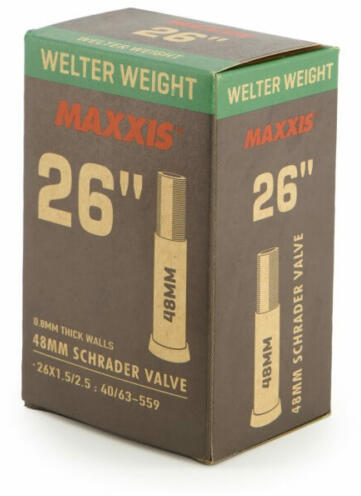 26"
WELTER WEIGHT
MAXXIS
26"
48MM
0.8MM THICK WALLS
48MM SCHRADER VALVE
-26X1.5/2.5 : 40/63-559
WELTER WEIGHT
MAXXIS
26"
48MM
48MM SCHRADER VALVE